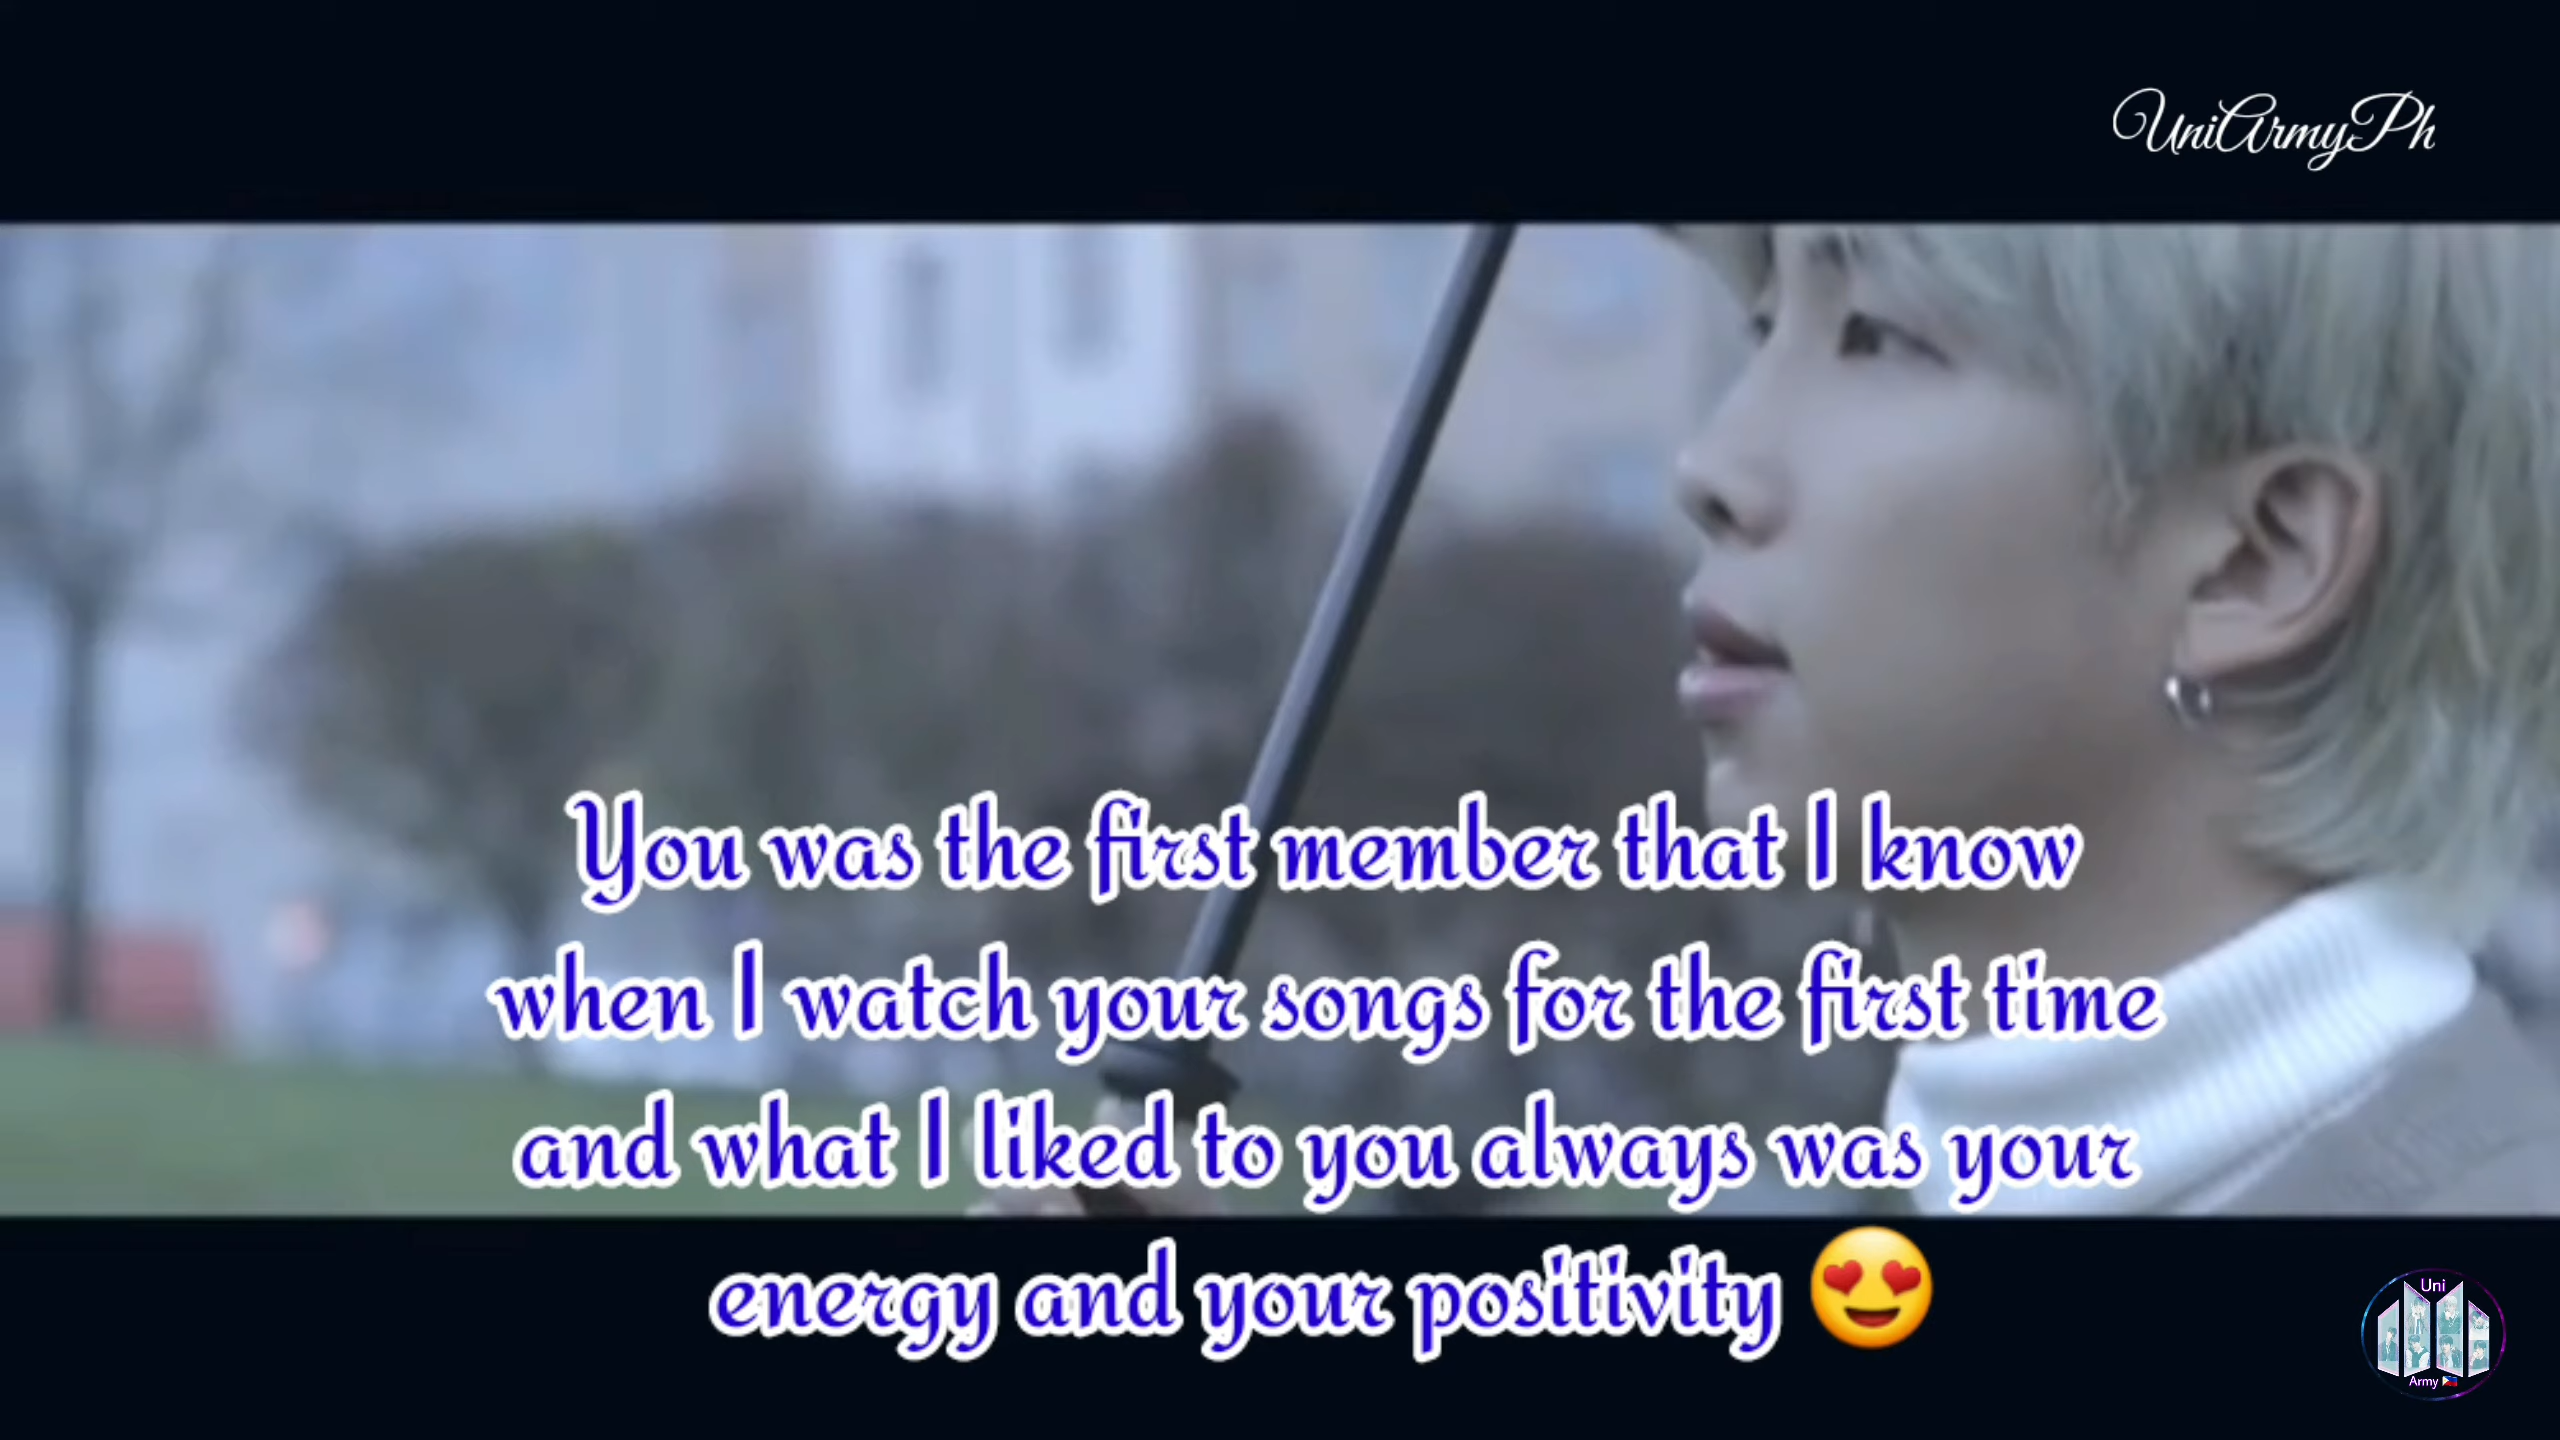 UniArmyPh
You was the first member that I know
when I watch your songs for the first time
and what I liked to you always was your
energy and your positivity 😍
Uni
Army 🇵🇭